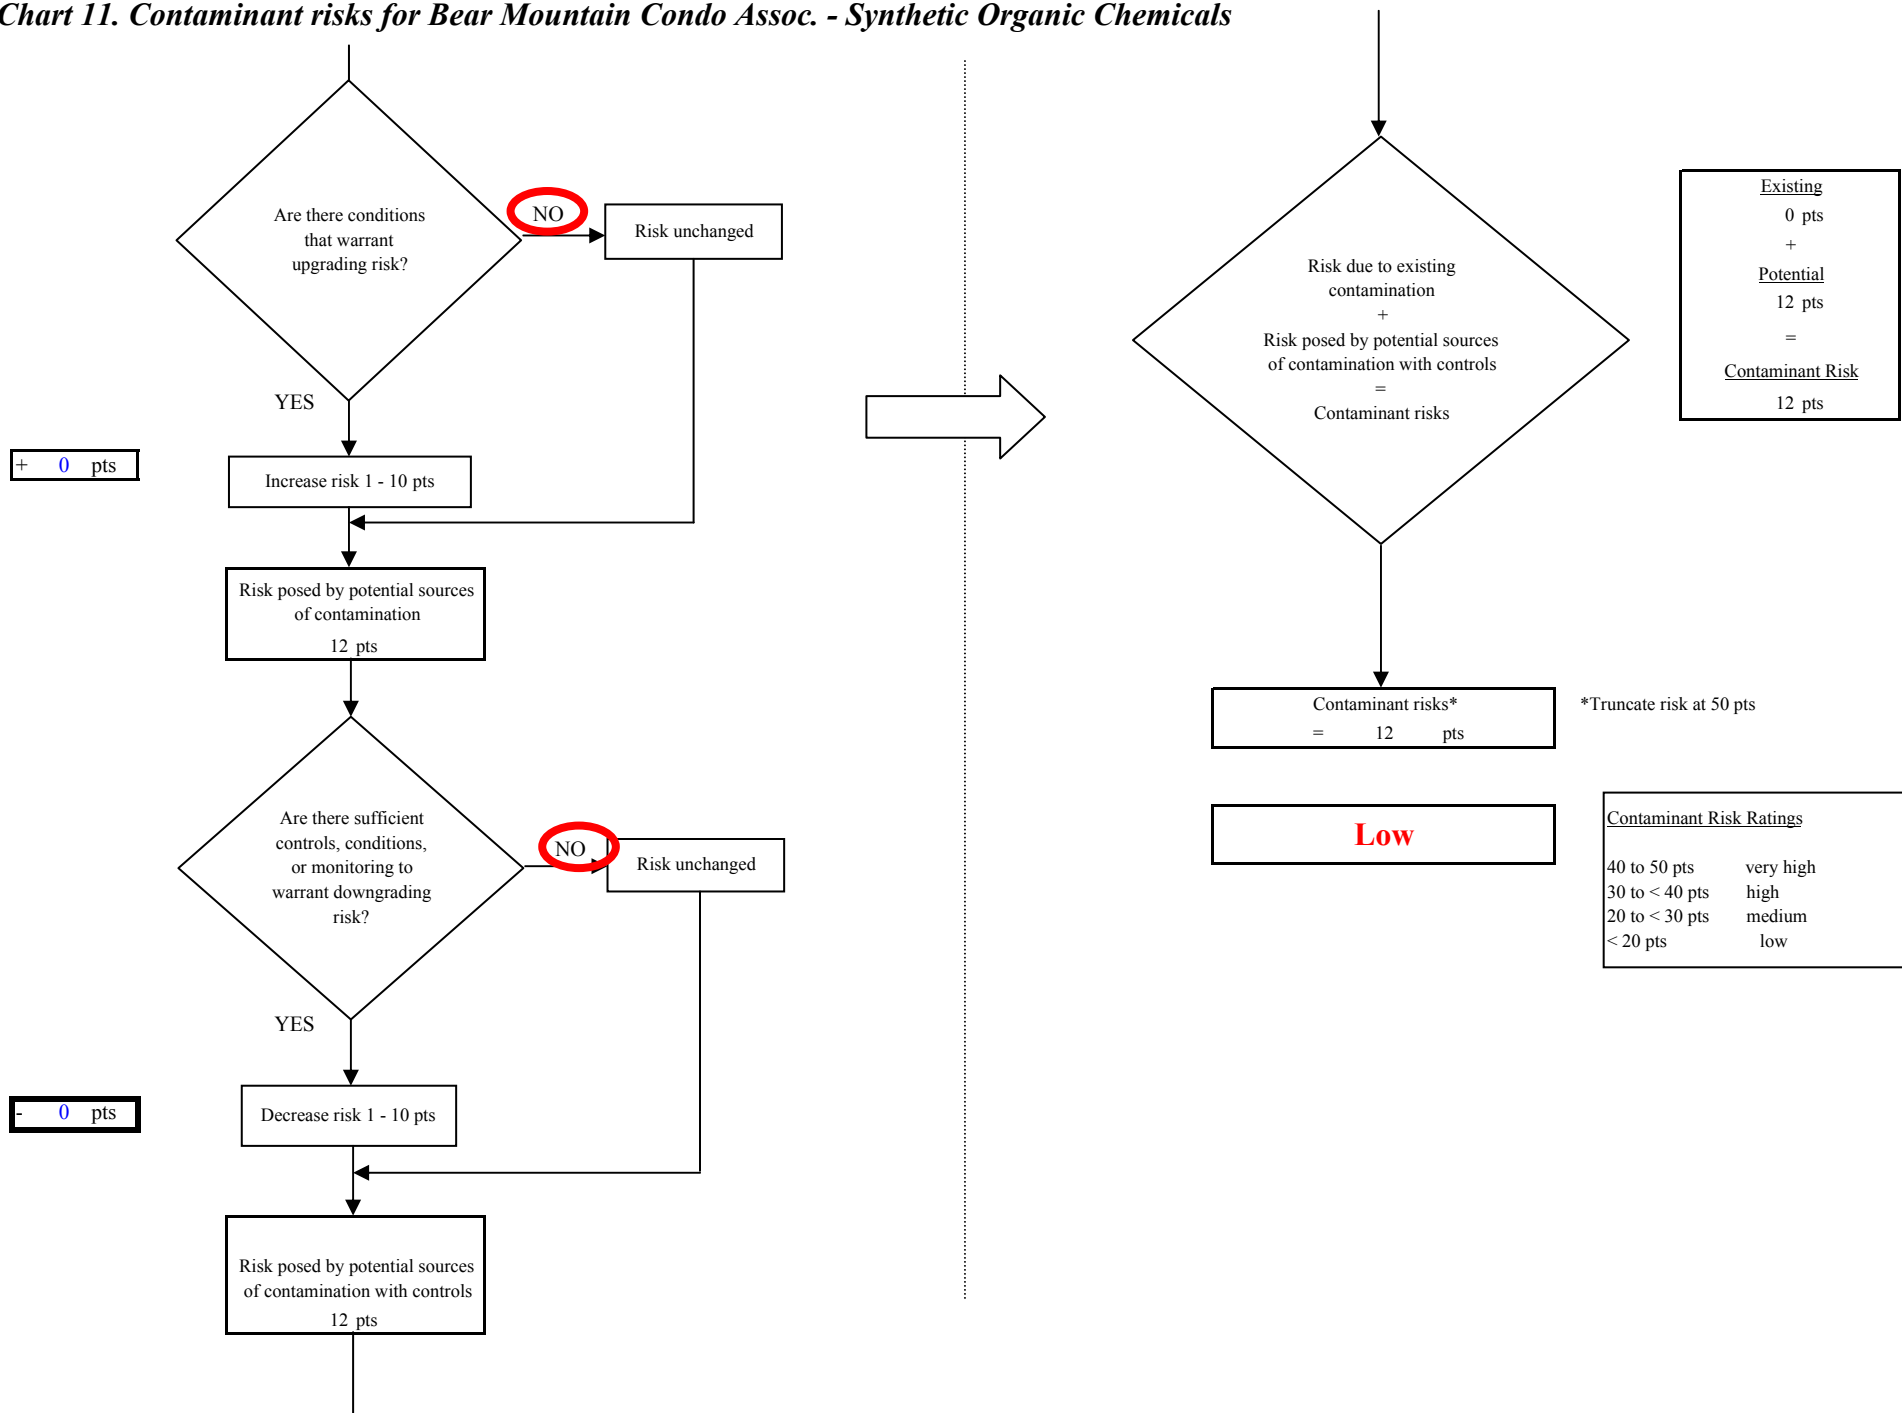 Chart 11. Contaminant risks for Bear Mountain Condo Assoc. - Synthetic Organic Chemicals
Are there conditions
that warrant
upgrading risk?
NO
Risk unchanged
YES
+ 0 pts
Increase risk 1 - 10 pts
Risk posed by potential sources
of contamination
12 pts
Are there sufficient
controls, conditions,
or monitoring to
warrant downgrading
risk?
NO
Risk unchanged
YES
- 0 pts
Decrease risk 1 - 10 pts
Risk posed by potential sources
of contamination with controls
12 pts
Risk due to existing
contamination
+
Risk posed by potential sources
of contamination with controls
=
Contaminant risks
Existing
0 pts
+
Potential
12 pts
=
Contaminant Risk
12 pts
Contaminant risks*
= 12 pts
*Truncate risk at 50 pts
Low
Contaminant Risk Ratings
40 to 50 pts very high
30 to < 40 pts high
20 to < 30 pts medium
< 20 pts low